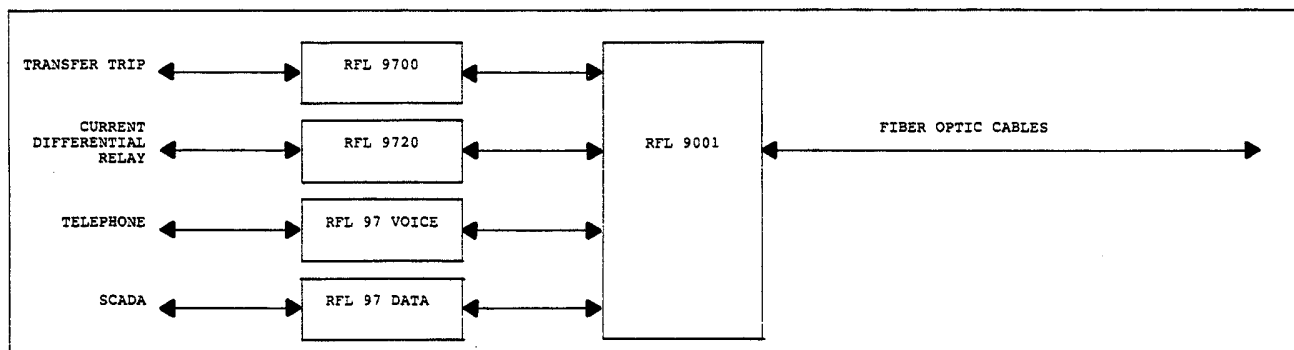 TRANSFER TRIP
RFL 9700
CURRENT
DIFFERENTIAL
RELAY
RFL 9720
RFL 9001
FIBER OPTIC CABLES
TELEPHONE
RFL 97 VOICE
SCADA
RFL 97 DATA